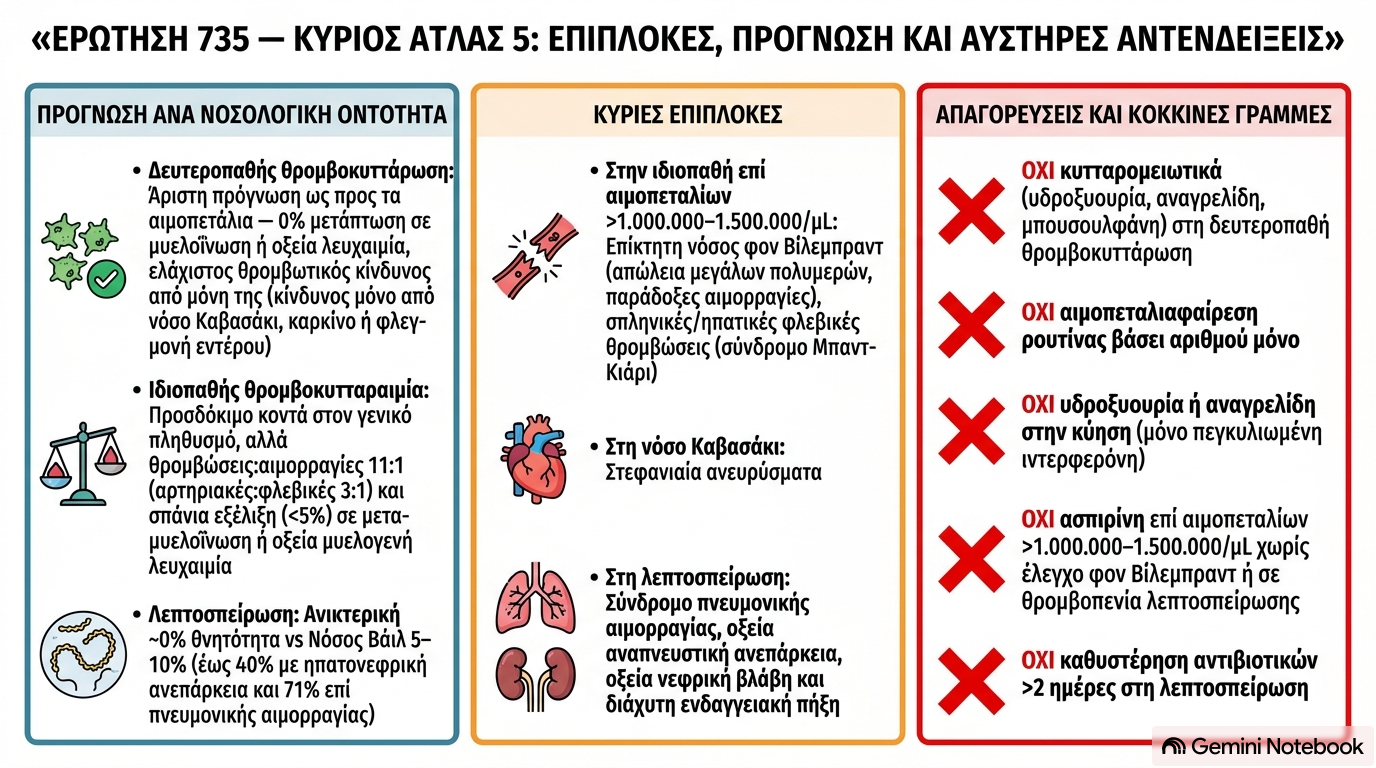 «ΕΡΩΤΗΣΗ 735 — ΚΥΡΙΟΣ ΑΤΛΑΣ 5: ΕΠΙΠΛΟΚΕΣ, ΠΡΟΓΝΩΣΗ ΚΑΙ ΑΥΣΤΗΡΕΣ ΑΝΤΕΝΔΕΙΞΕΙΣ»
ΠΡΟΓΝΩΣΗ ΑΝΑ ΝΟΣΟΛΟΓΙΚΗ ΟΝΤΟΤΗΤΑ
• Δευτεροπαθής θρομβοκυττάρωση:
Άριστη πρόγνωση ως προς τα
αιμοπετάλια — 0% μετάπτωση σε
μυελοΐνωση ή οξεία λευχαιμία,
ελάχιστος θρομβωτικός κίνδυνος
από μόνη της (κίνδυνος μόνο από
νόσο Καβασάκι, καρκίνο ή φλεγ-
μονή εντέρου)
• Ιδιοπαθής θρομβοκυτταραιμία:
Προσδόκιμο κοντά στον γενικό
πληθυσμό, αλλά
θρομβώσεις:αιμορραγίες 11:1
(αρτηριακές:φλεβικές 3:1) και
σπάνια εξέλιξη (<5%) σε μετα-
μυελοΐνωση ή οξεία μυελογενή
λευχαιμία
• Λεπτοσπείρωση: Ανικτερική
~0% θνητότητα vs Νόσος Βάιλ 5–
10% (έως 40% με ηπατονεφρική
ανεπάρκεια και 71% επί
πνευμονικής αιμορραγίας)
ΚΥΡΙΕΣ ΕΠΙΠΛΟΚΕΣ
• Στην ιδιοπαθή επί
αιμοπεταλίων
>1.000.000–1.500.000/μL:
Επίκτητη νόσος φον Βίλεμπραντ
(απώλεια μεγάλων πολυμερών,
παράδοξες αιμορραγίες),
σπληνικές/ηπατικές φλεβικές
θρομβώσεις (σύνδρομο Μπαντ-
Κιάρι)
• Στη νόσο Καβασάκι:
Στεφανιαία ανευρύσματα
• Στη λεπτοσπείρωση:
Σύνδρομο πνευμονικής
αιμορραγίας, οξεία
αναπνευστική ανεπάρκεια,
οξεία νεφρική βλάβη και
διάχυτη ενδαγγειακή πήξη
ΑΠΑΓΟΡΕΥΣΕΙΣ ΚΑΙ ΚΟΚΚΙΝΕΣ ΓΡΑΜΜΕΣ
ΟΧΙ κυτταρομειωτικά
(υδροξυουρία, αναγρελίδη,
μπουσουλφάνη) στη δευτεροπαθή
θρομβοκυττάρωση
ΟΧΙ αιμοπεταλιαφαίρεση
ρουτίνας βάσει αριθμού μόνο
ΟΧΙ υδροξυουρία ή αναγρελίδη
στην κύηση (μόνο πεγκυλιωμένη
ιντερφερόνη)
ΟΧΙ ασπιρίνη επί αιμοπεταλίων
>1.000.000–1.500.000/μL χωρίς
έλεγχο φον Βίλεμπραντ ή σε
θρομβοπενία λεπτοσπείρωσης
ΟΧΙ καθυστέρηση αντιβιοτικών
>2 ημέρες στη λεπτοσπείρωση
Gemini Notebook